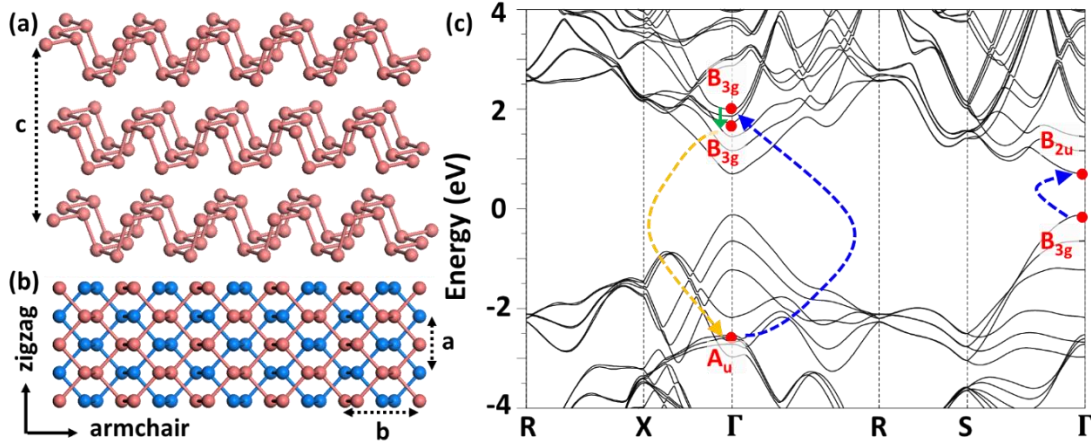 (a)
c
(b)
zigzag
armchair
a
b
(c)
Energy (eV)
4
2
0
-2
-4
B3g
B3g
Au
B2u
B3g
R
X
Γ
R
S
Γ